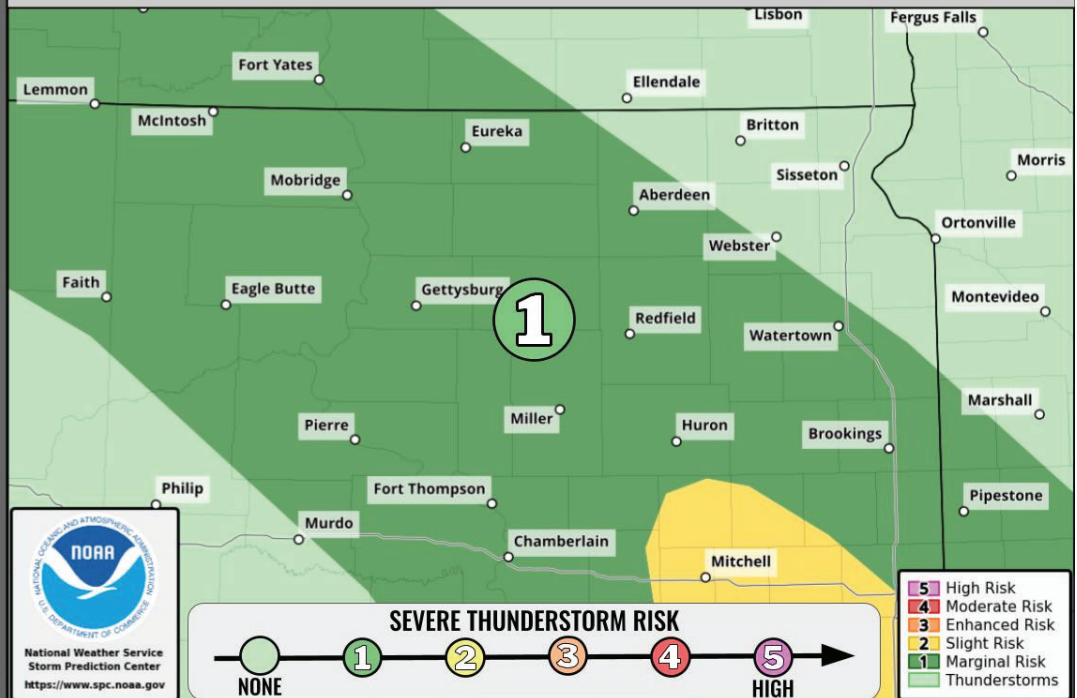 Lisbon
Fergus Falls
Fort Yates
Lemmon
Ellendale
McIntosh
Eureka
Britton
Morris
Mobridge
Sisseton
Aberdeen
Ortonville
Webster
Faith
Eagle Butte
Gettysburg
Montevideo
1
Redfield
Watertown
Marshall
Pierre
Miller
Huron
Brookings
Philip
Fort Thompson
Pipestone
Murdo
Chamberlain
Mitchell
NATIONAL OCEANIC AND ATMOSPHERIC ADMINISTRATION
NOAA
U.S. DEPARTMENT OF COMMERCE
National Weather Service
Storm Prediction Center
https://www.spc.noaa.gov
SEVERE THUNDERSTORM RISK
1 2 3 4 5
NONE HIGH
5 High Risk
4 Moderate Risk
3 Enhanced Risk
2 Slight Risk
1 Marginal Risk
Thunderstorms